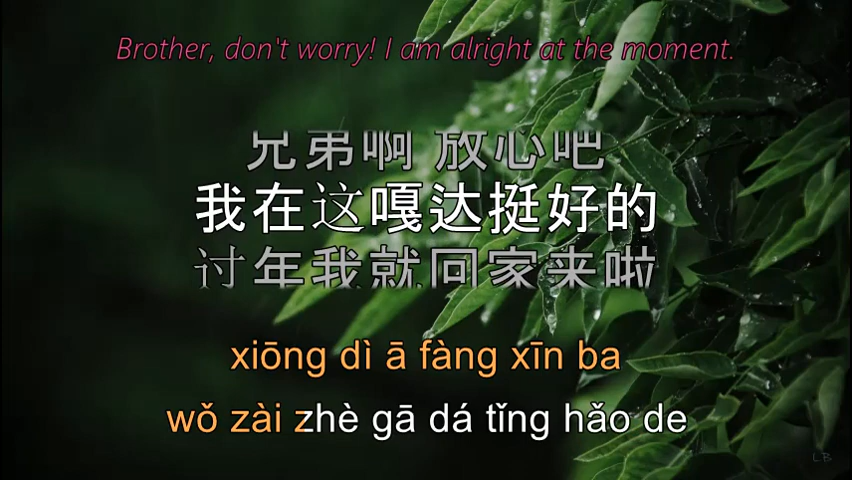 Brother, don't worry! I am alright at the moment.
兄弟啊 放心吧
我在这嘎达挺好的
过年我就回家来啦
xiōng dì ā fàng xīn ba
wǒ zài zhè gā dá tǐng hǎo de
LB